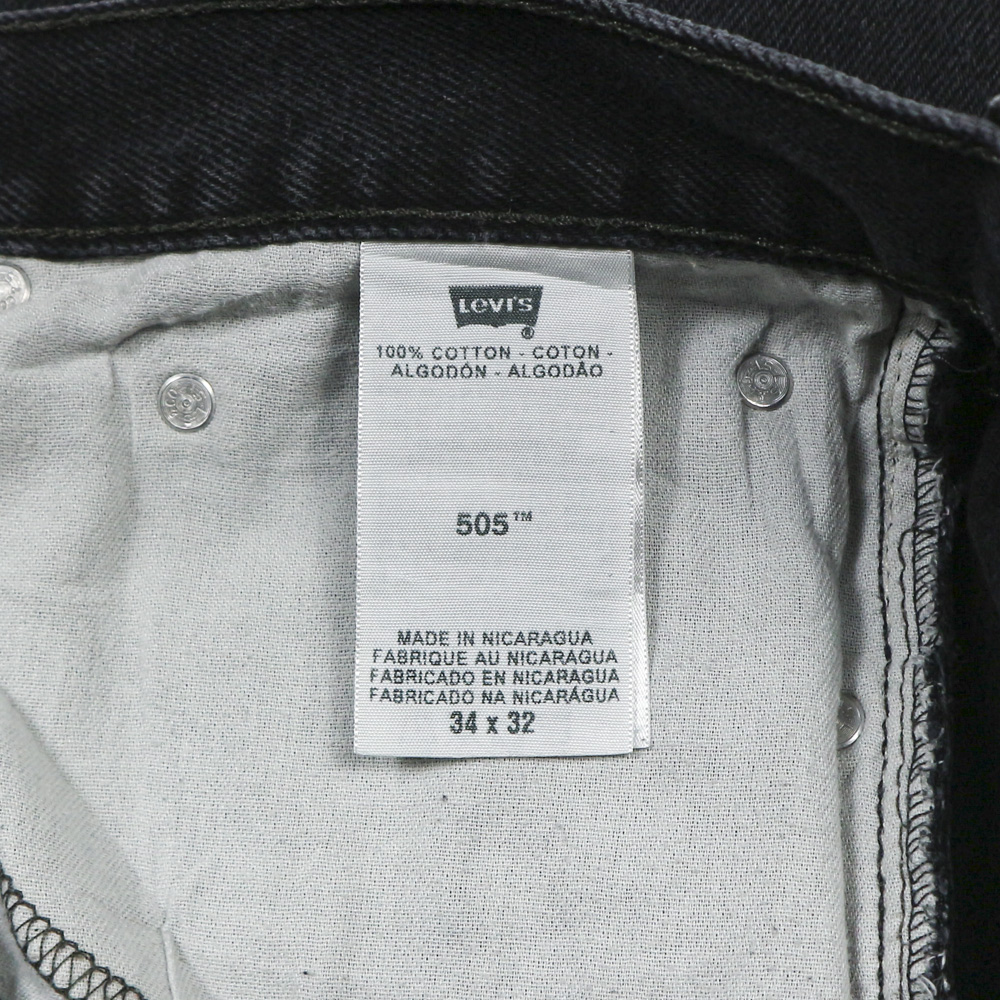 Levi's
®
100% COTTON - COTON -
ALGODÓN - ALGODÃO
505™
MADE IN NICARAGUA
FABRIQUE AU NICARAGUA
FABRICADO EN NICARAGUA
FABRICADO NA NICARÁGUA
34 x 32